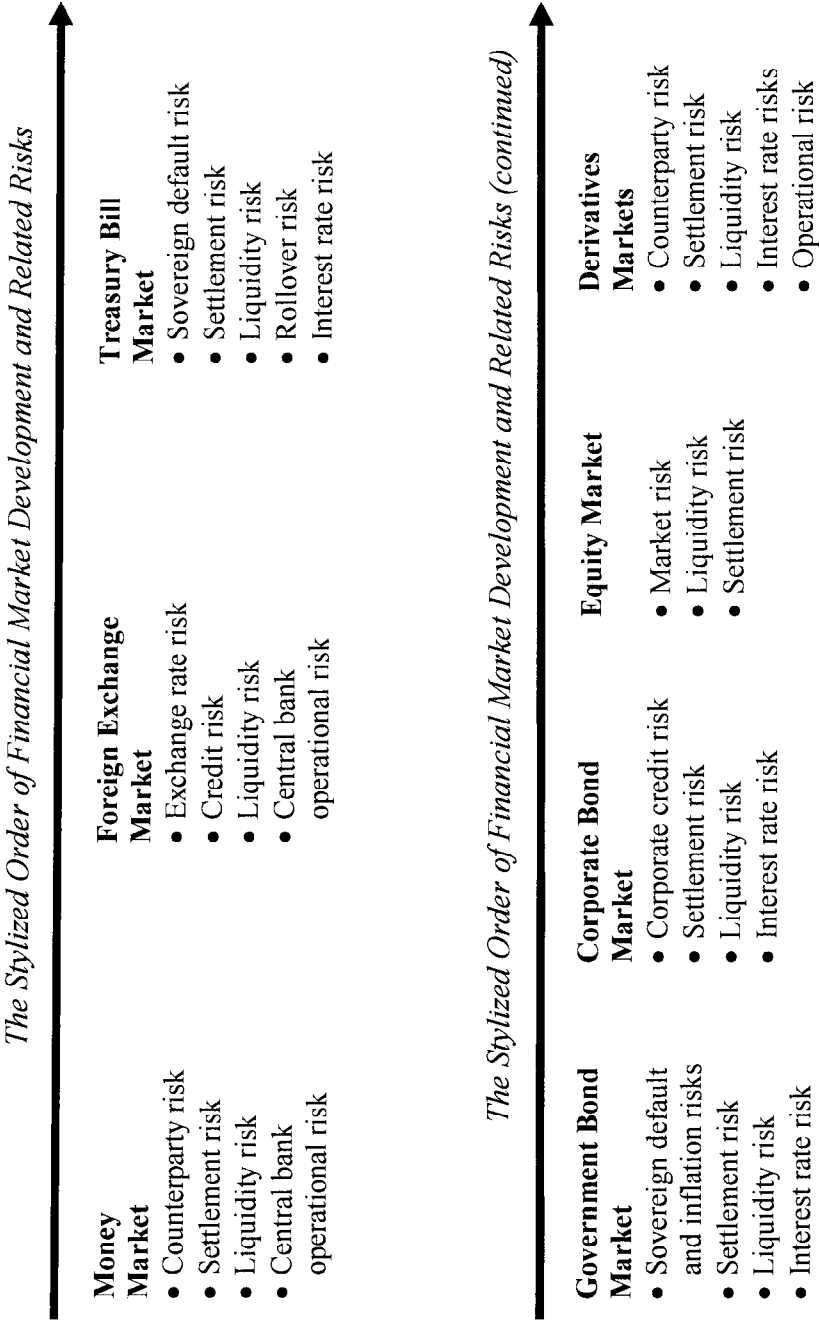 The Stylized Order of Financial Market Development and Related Risks
Money
Market
• Counterparty risk
• Settlement risk
• Liquidity risk
• Central bank
operational risk
Foreign Exchange
Market
• Exchange rate risk
• Credit risk
• Liquidity risk
• Central bank
operational risk
Treasury Bill
Market
• Sovereign default risk
• Settlement risk
• Liquidity risk
• Rollover risk
• Interest rate risk
The Stylized Order of Financial Market Development and Related Risks (continued)
Government Bond
Market
• Sovereign default
and inflation risks
• Settlement risk
• Liquidity risk
• Interest rate risk
Corporate Bond
Market
• Corporate credit risk
• Settlement risk
• Liquidity risk
• Interest rate risk
Equity Market
• Market risk
• Liquidity risk
• Settlement risk
Derivatives
Markets
• Counterparty risk
• Settlement risk
• Liquidity risk
• Interest rate risks
• Operational risk